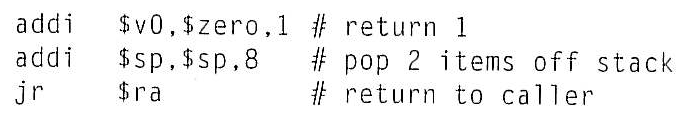 addi $v0,$zero,1 # return 1
addi $sp,$sp,8 # pop 2 items off stack
jr $ra # return to caller